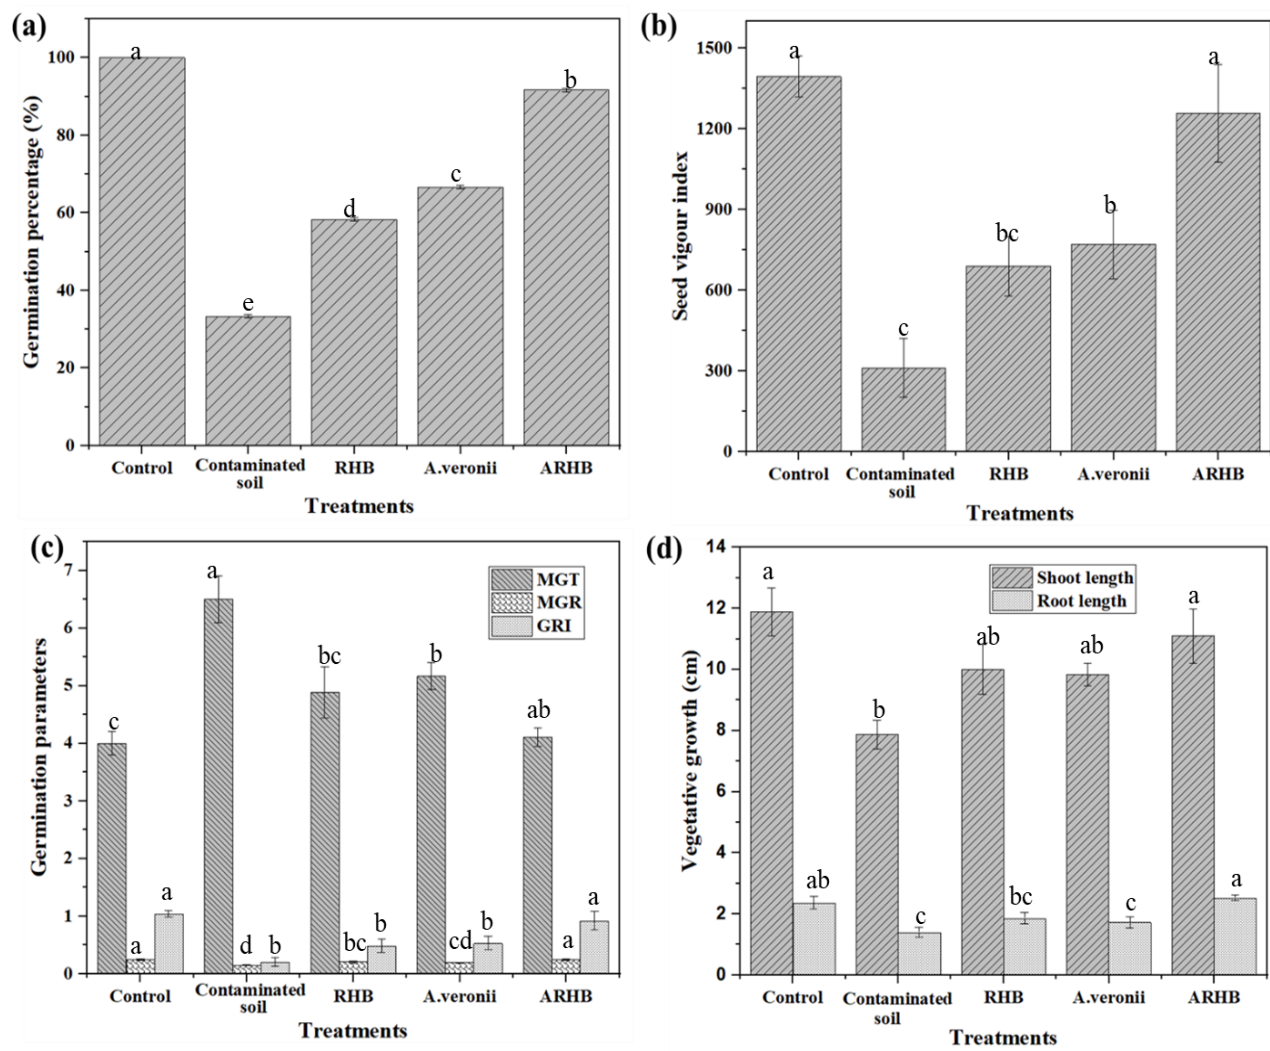 (a)
Germination percentage (%)
100
80
60
40
20
0
a
e
d
c
b
Control
Contaminated
soil
RHB
A.veronii
ARHB
Treatments
(b)
Seed vigour index
1500
1200
900
600
300
0
a
c
bc
b
a
Control
Contaminated
soil
RHB
A.veronii
ARHB
Treatments
(c)
Germination parameters
7
6
5
4
3
2
1
0
MGT
MGR
GRI
c
a
a
a
d
b
bc
bc
b
b
cd
b
ab
a
a
Control
Contaminated
soil
RHB
A.veronii
ARHB
Treatments
(d)
Vegetative growth (cm)
14
12
10
8
6
4
2
0
Shoot length
Root length
a
ab
b
c
ab
bc
ab
c
a
a
Control
Contaminated
soil
RHB
A.veronii
ARHB
Treatments